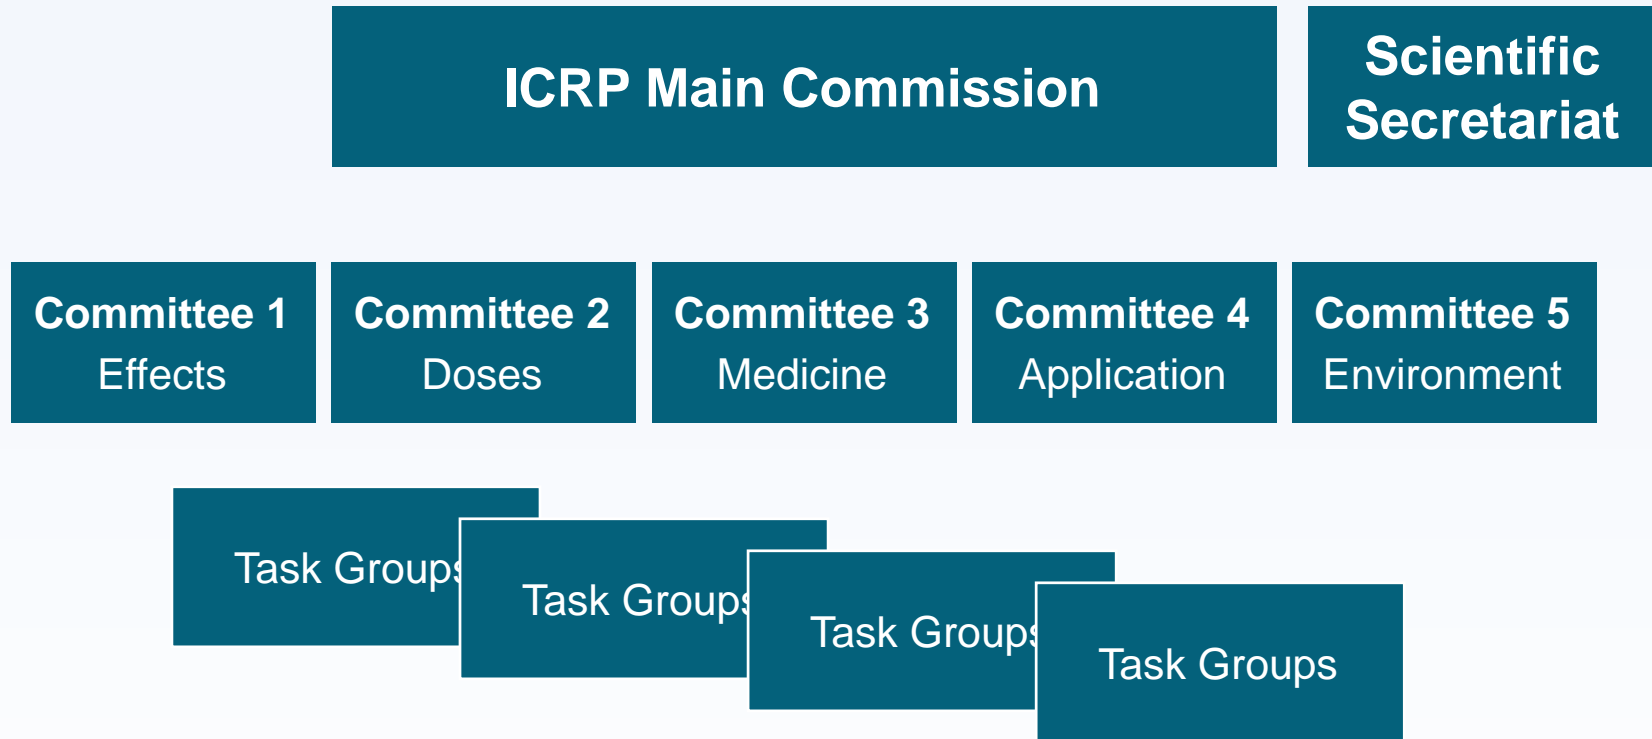 ICRP Main Commission
Scientific
Secretariat
Committee 1
Effects
Committee 2
Doses
Committee 3
Medicine
Committee 4
Application
Committee 5
Environment
Task Groups
Task Groups
Task Groups
Task Groups